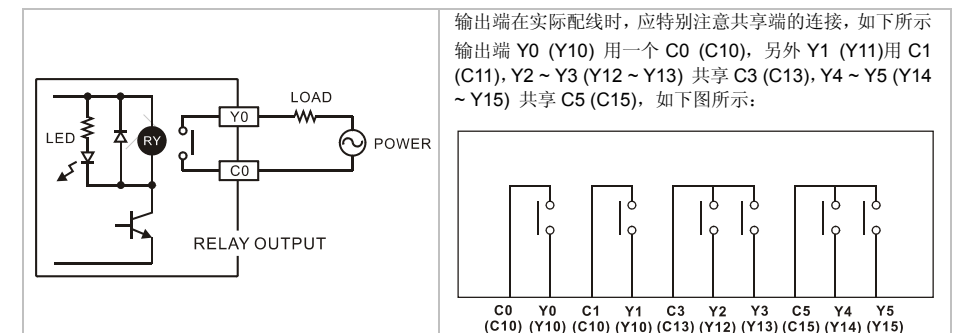 LED
RY
Y0
C0
LOAD
POWER
RELAY OUTPUT
输出端在实际配线时，应特别注意共享端的连接，如下所示
输出端 Y0 (Y10) 用一个 C0 (C10)，另外 Y1 (Y11)用 C1
(C11)，Y2 ~ Y3 (Y12 ~ Y13) 共享 C3 (C13)，Y4 ~ Y5 (Y14
~ Y15) 共享 C5 (C15)，如下图所示：
C0 Y0 C1 Y1 C3 Y2 Y3 C5 Y4 Y5
(C10) (Y10) (C10) (Y10) (C13) (Y12) (Y13) (C15) (Y14) (Y15)